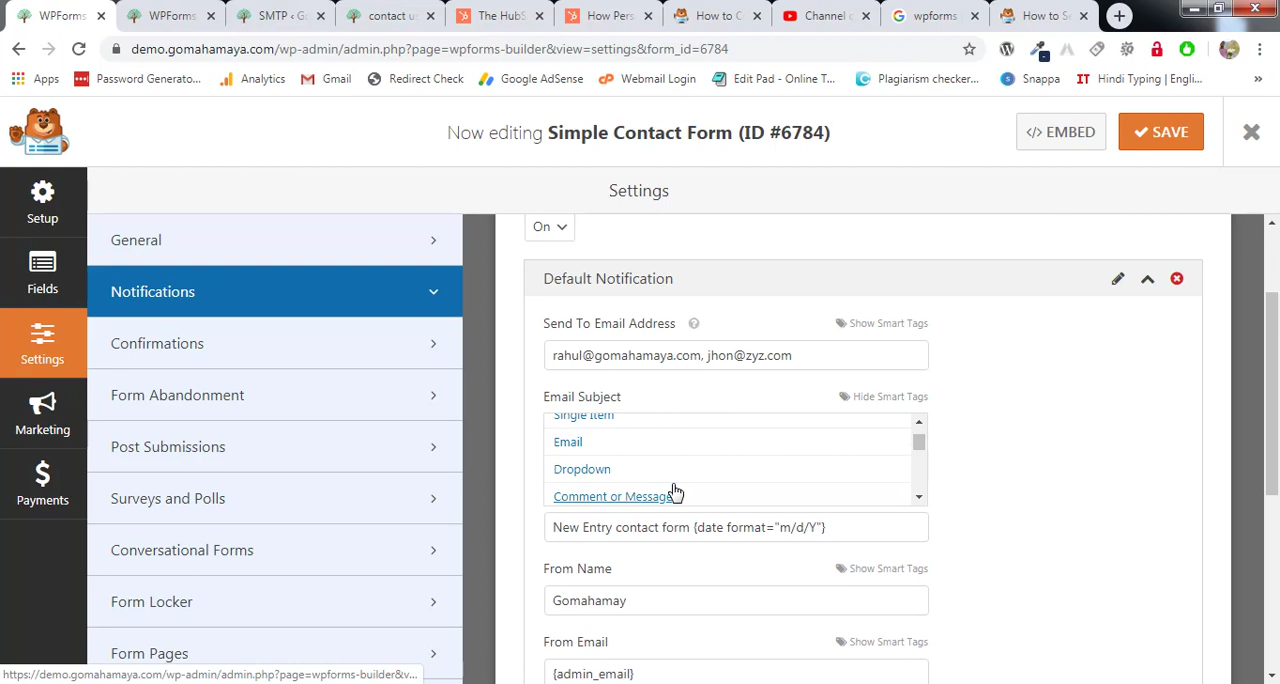 WPForms
WPForms
SMTP ‹ G
contact u
The HubS
How Pers
How to C
Channel c
wpforms
How to S
demo.gomahamaya.com/wp-admin/admin.php?page=wpforms-builder&view=settings&form_id=6784
Apps
Password Generato...
Analytics
Gmail
Redirect Check
Google AdSense
Webmail Login
Edit Pad - Online T...
Plagiarism checker...
Snappa
IT Hindi Typing | Engl...
»
Now editing Simple Contact Form (ID #6784)
</> EMBED
SAVE
Setup
Fields
Settings
Marketing
Payments
Settings
General
Notifications
Confirmations
Form Abandonment
Post Submissions
Surveys and Polls
Conversational Forms
Form Locker
Form Pages
On
Default Notification
Send To Email Address
Show Smart Tags
rahul@gomahamaya.com, jhon@zyz.com
Email Subject
Hide Smart Tags
Single Item
Email
Dropdown
Comment or Message
New Entry contact form {date format="m/d/Y"}
From Name
Show Smart Tags
Gomahamay
From Email
Show Smart Tags
{admin_email}
https://demo.gomahamaya.com/wp-admin/admin.php?page=wpforms-builder&v...